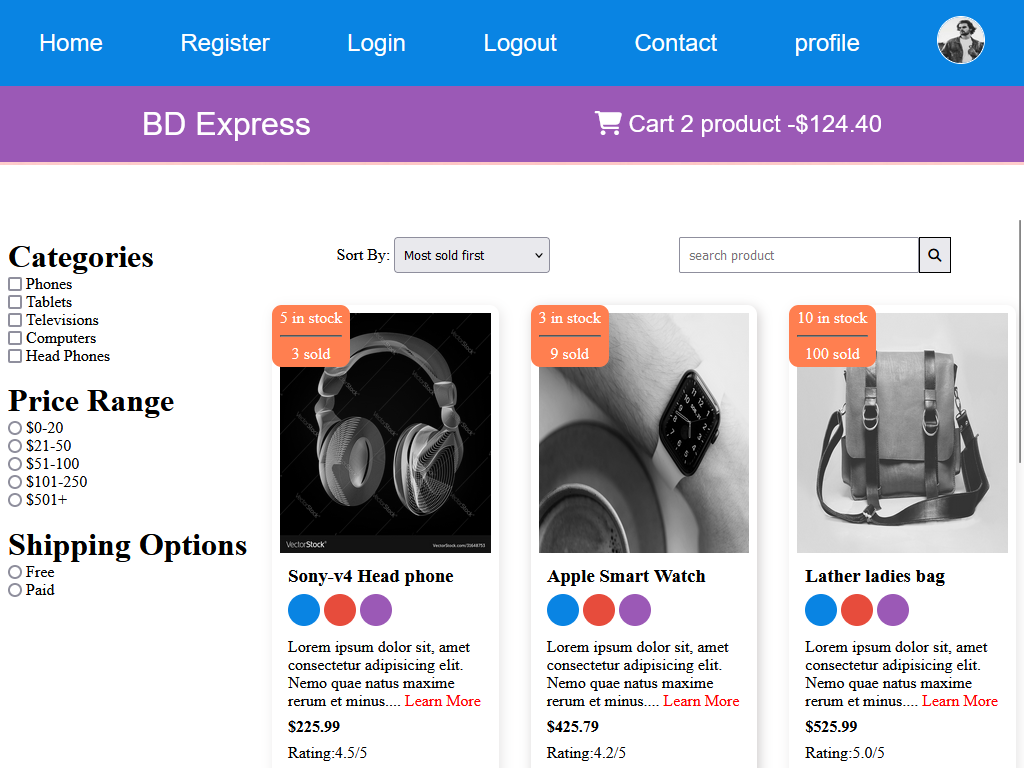 Home
Register
Login
Logout
Contact
profile
BD Express
Cart 2 product -$124.40
Categories
Phones
Tablets
Televisions
Computers
Head Phones
Price Range
$0-20
$21-50
$51-100
$101-250
$501+
Shipping Options
Free
Paid
Sort By: Most sold first
search product
5 in stock
3 sold
VectorStock®
VectorStock.com/31648753
Sony-v4 Head phone
Lorem ipsum dolor sit, amet
consectetur adipisicing elit.
Nemo quae natus maxime
rerum et minus.... Learn More
$225.99
Rating:4.5/5
3 in stock
9 sold
Apple Smart Watch
Lorem ipsum dolor sit, amet
consectetur adipisicing elit.
Nemo quae natus maxime
rerum et minus.... Learn More
$425.79
Rating:4.2/5
10 in stock
100 sold
Lather ladies bag
Lorem ipsum dolor sit, amet
consectetur adipisicing elit.
Nemo quae natus maxime
rerum et minus.... Learn More
$525.99
Rating:5.0/5